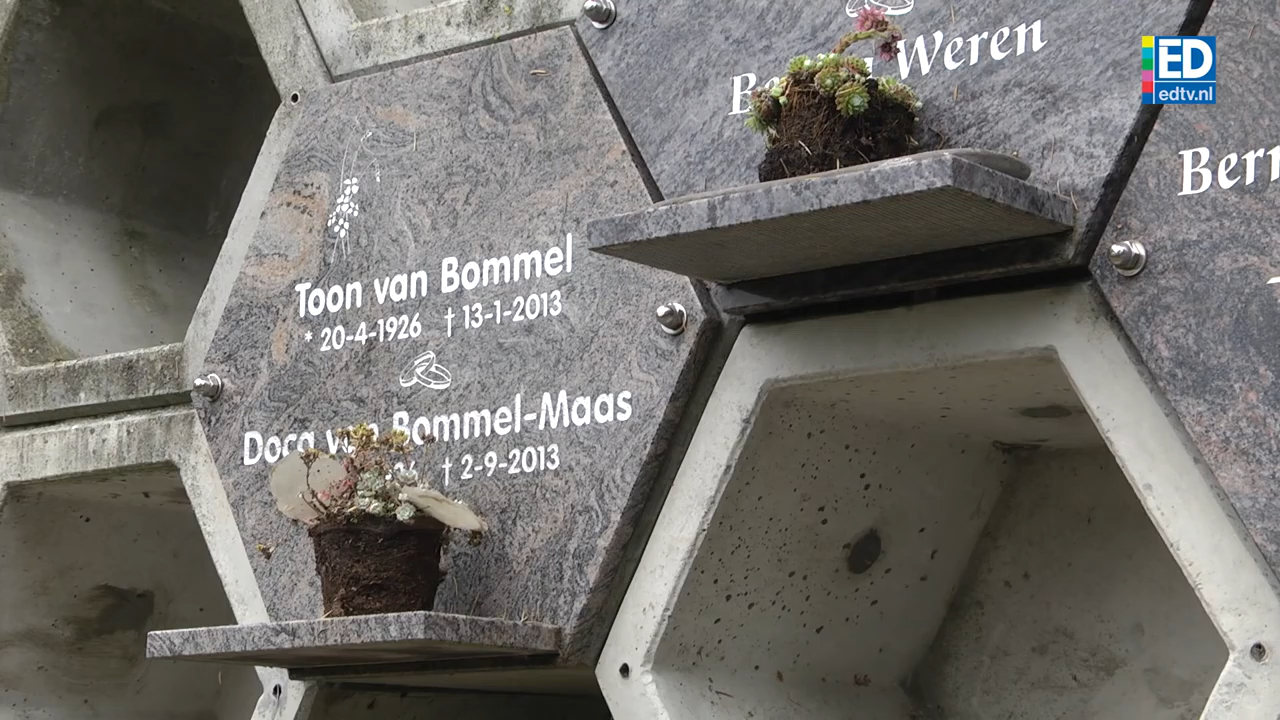 ED
edtv.nl
Weren
Toon van Bommel
* 20-4-1926 † 13-1-2013
Bommel-Maas
† 2-9-2013